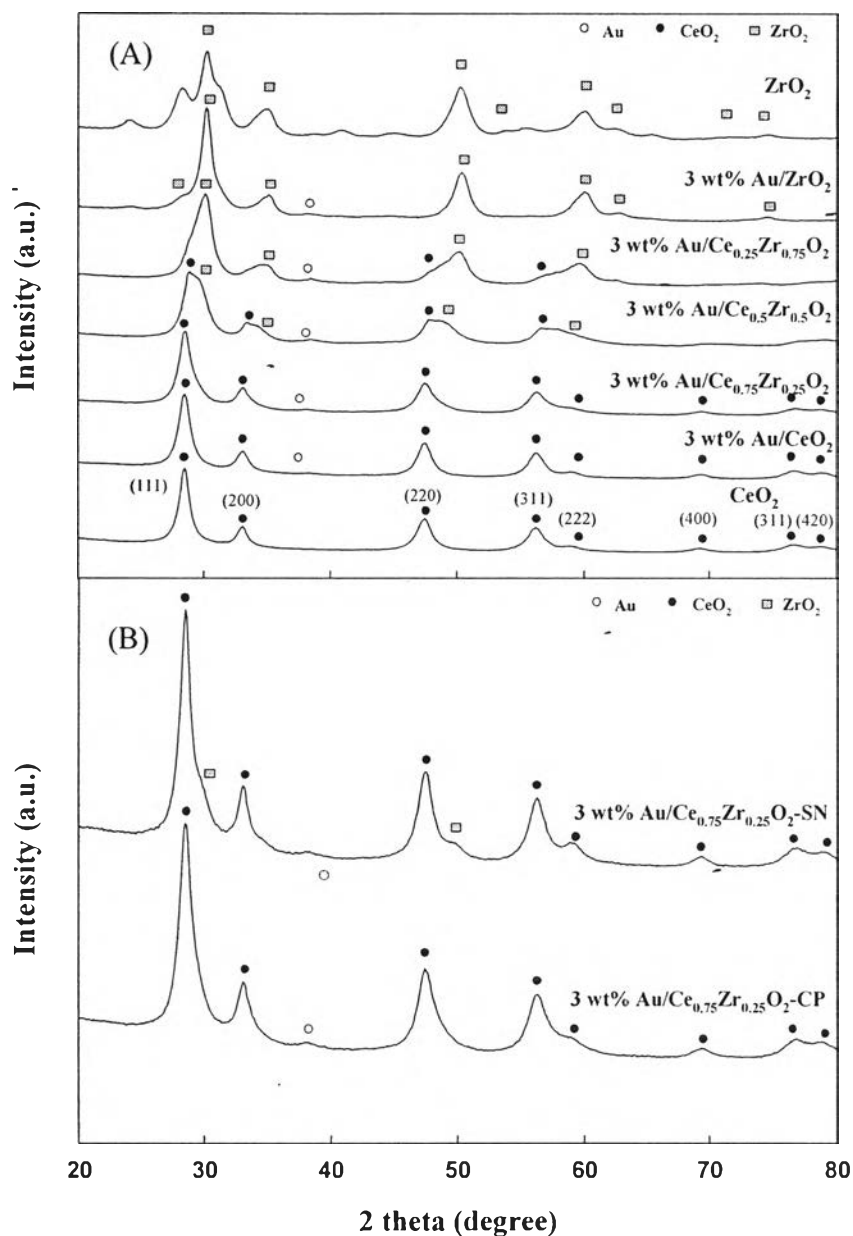 (A)
Au CeO₂ ZrO₂
ZrO₂
3 wt% Au/ZrO₂
3 wt% Au/Ce₀.₂₅Zr₀.₇₅O₂
3 wt% Au/Ce₀.₅Zr₀.₅O₂
3 wt% Au/Ce₀.₇₅Zr₀.₂₅O₂
3 wt% Au/CeO₂
CeO₂
(111) (200) (220) (311) (222) (400) (311) (420)
Intensity (a.u.)
(B)
Au CeO₂ ZrO₂
3 wt% Au/Ce₀.₇₅Zr₀.₂₅O₂-SN
3 wt% Au/Ce₀.₇₅Zr₀.₂₅O₂-CP
Intensity (a.u.)
20 30 40 50 60 70 80
2 theta (degree)